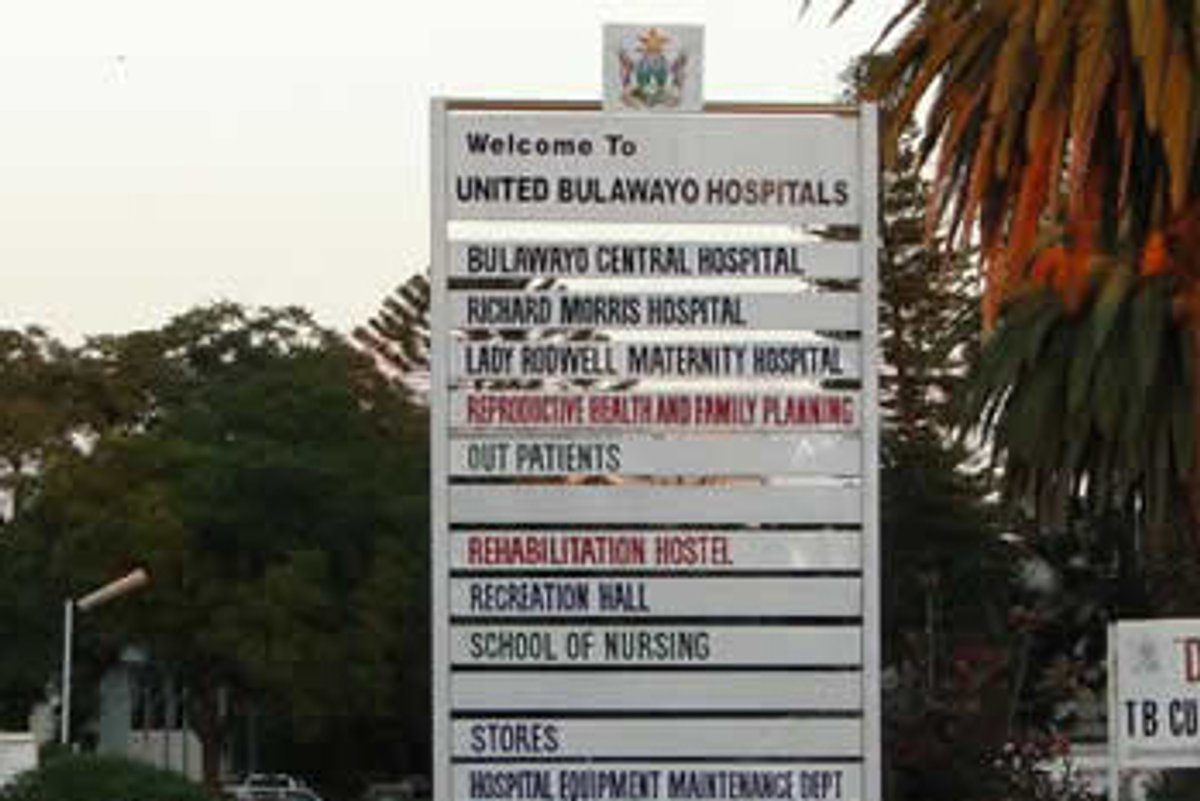 Welcome To
UNITED BULAWAYO HOSPITALS
BULAWAYO CENTRAL HOSPITAL
RICHARD MORRIS HOSPITAL
LADY RODWELL MATERNITY HOSPITAL
REPRODUCTIVE HEALTH AND FAMILY PLANNING
OUT PATIENTS
REHABILITATION HOSTEL
RECREATION HALL
SCHOOL OF NURSING
STORES
HOSPITAL EQUIPMENT MAINTENANCE DEPT
TB